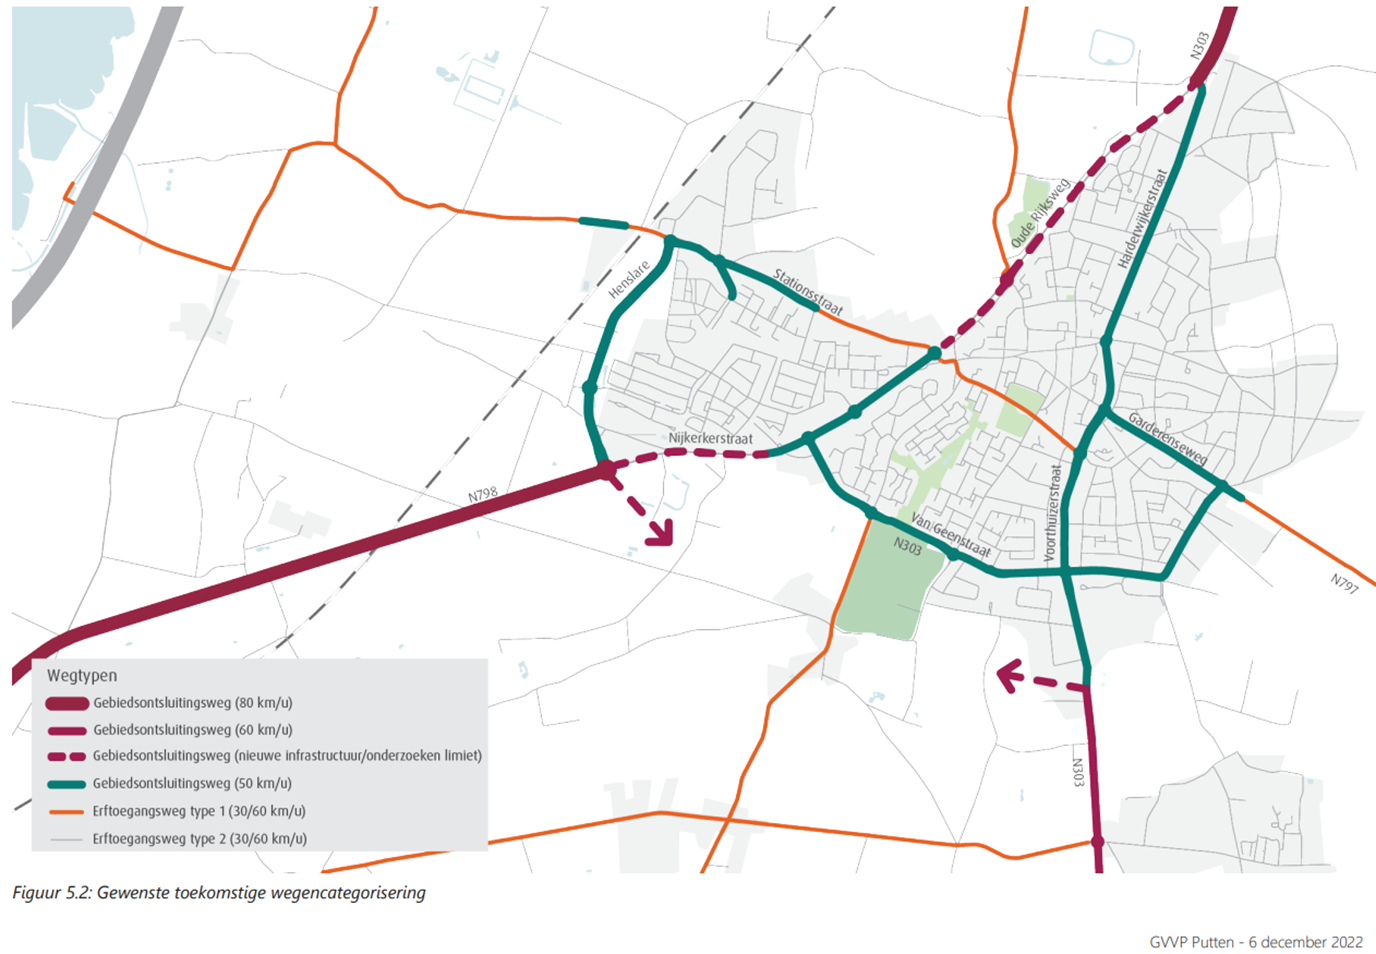 N303
Oude Rijksweg
Harderwijkerstraat
Henslare
Stationsstraat
Nijkerkerstraat
Garderenseweg
N798
Voorthuizerstraat
Van Geenstraat
N303
N797
N303
Wegtypen
Gebiedsontsluitingsweg (80 km/u)
Gebiedsontsluitingsweg (60 km/u)
Gebiedsontsluitingsweg (nieuwe infrastructuur/onderzoeken limiet)
Gebiedsontsluitingsweg (50 km/u)
Erftoegangsweg type 1 (30/60 km/u)
Erftoegangsweg type 2 (30/60 km/u)
Figuur 5.2: Gewenste toekomstige wegencategorisering
GVVP Putten - 6 december 2022